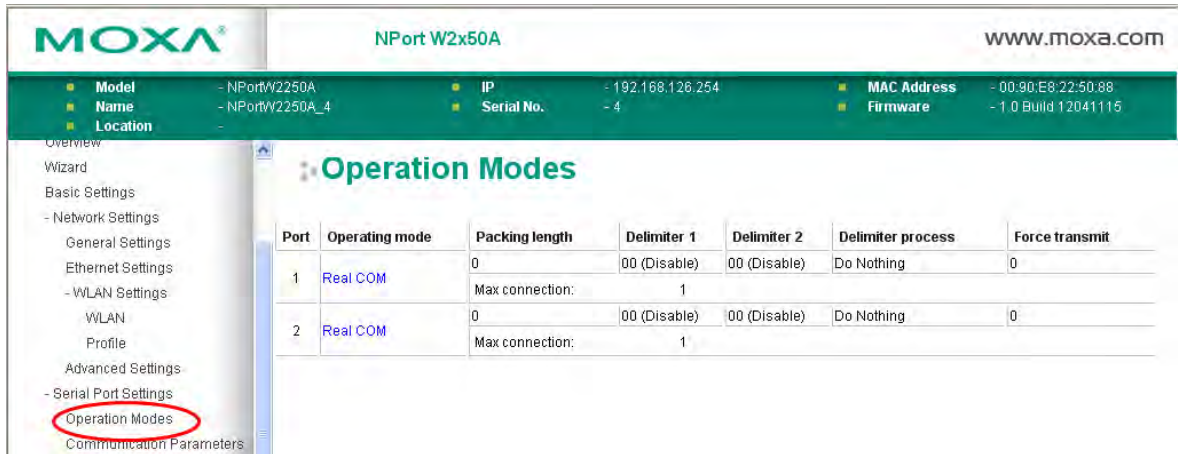 MOXA®
NPort W2x50A
www.moxa.com
Model - NPortW2250A
IP - 192.168.126.254
MAC Address - 00:90:E8:22:50:88
Name - NPortW2250A_4
Serial No. - 4
Firmware - 1.0 Build 12041115
Location -
Overview
Wizard
Basic Settings
- Network Settings
General Settings
Ethernet Settings
- WLAN Settings
WLAN
Profile
Advanced Settings
- Serial Port Settings
Operation Modes
Communication Parameters
Operation Modes
Port Operating mode Packing length Delimiter 1 Delimiter 2 Delimiter process Force transmit
1 Real COM 0 00 (Disable) 00 (Disable) Do Nothing 0
Max connection: 1
2 Real COM 0 00 (Disable) 00 (Disable) Do Nothing 0
Max connection: 1